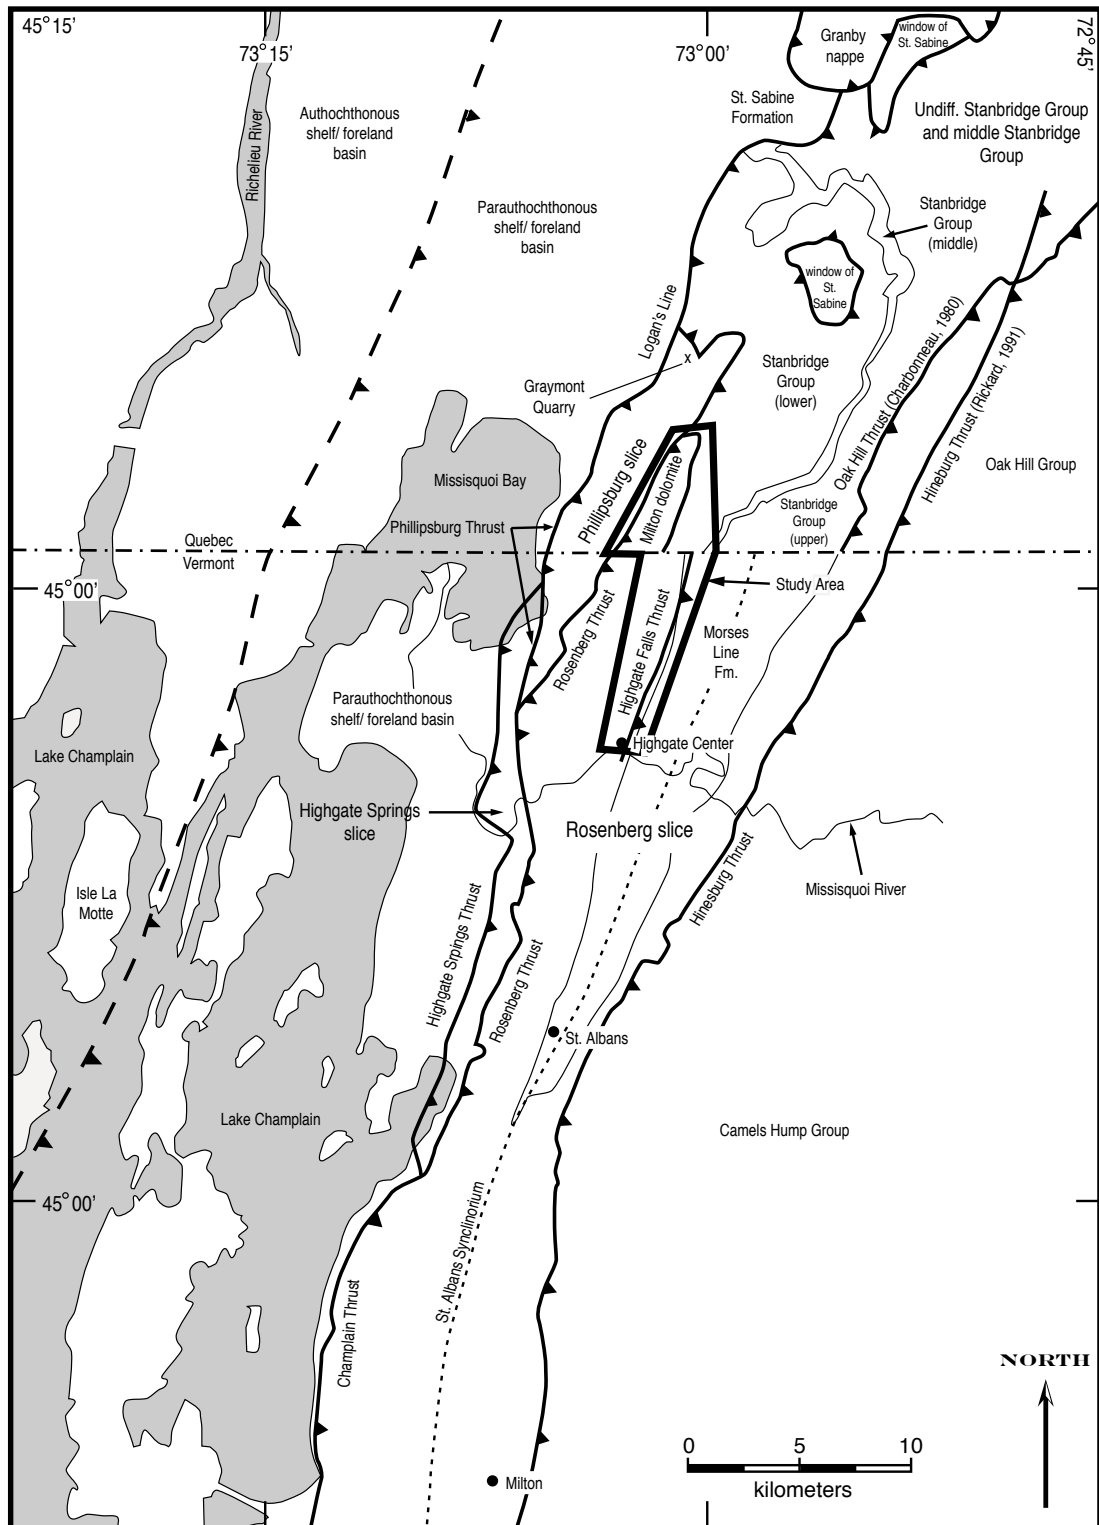 45°15'
73°15'
73°00'
72°45'
Granby
nappe
window of
St. Sabine
St. Sabine
Formation
Undiff. Stanbridge Group
and middle Stanbridge
Group
Authochthonous
shelf/ foreland
basin
Richelieu River
Parauthochthonous
shelf/ foreland
basin
Stanbridge
Group
(middle)
window of
St.
Sabine
Logan's Line
x
Graymont
Quarry
Stanbridge
Group
(lower)
Oak Hill Thrust (Charbonneau, 1980)
Hineburg Thrust (Rickard, 1991)
Oak Hill Group
Phillipsburg slice
Milton dolomite
Missisquoi Bay
Phillipsburg Thrust
Stanbridge
Group
(upper)
Quebec
Vermont
45°00'
Study Area
Rosenberg Thrust
Highgate Falls Thrust
Morses
Line
Fm.
Parauthochthonous
shelf/ foreland basin
Lake Champlain
Highgate Center
Highgate Springs
slice
Rosenberg slice
Isle La
Motte
Missisquoi River
Hinesburg Thrust
Highgate Srpings Thrust
Rosenberg Thrust
St. Albans
Lake Champlain
Camels Hump Group
45°00'
St. Albans Synclinorium
Champlain Thrust
NORTH
0 5 10
kilometers
Milton